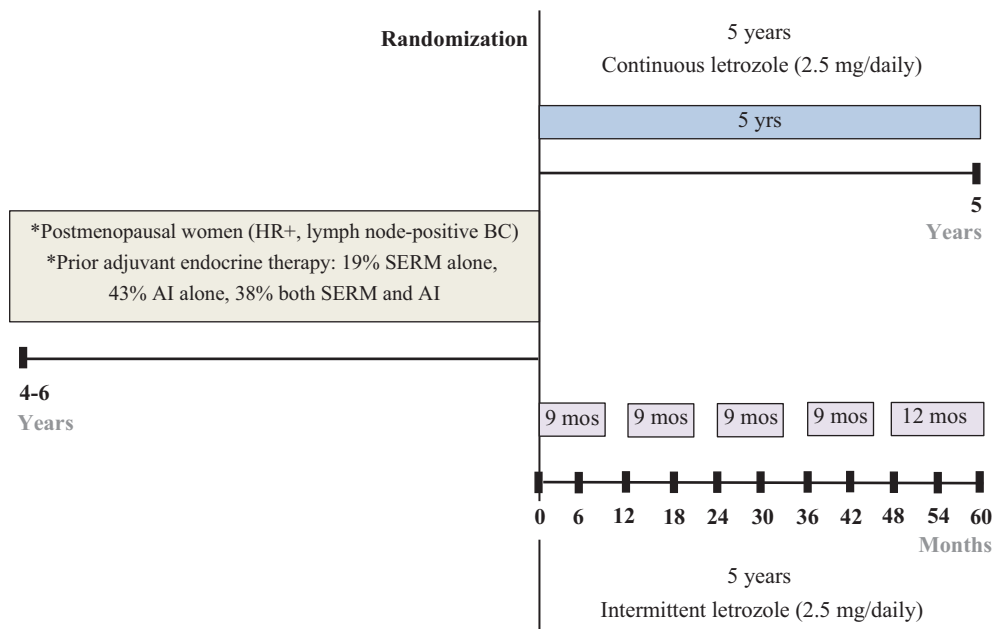 Randomization
5 years
Continuous letrozole (2.5 mg/daily)
5 yrs
5
Years
*Postmenopausal women (HR+, lymph node-positive BC)
*Prior adjuvant endocrine therapy: 19% SERM alone,
43% AI alone, 38% both SERM and AI
4-6
Years
9 mos 9 mos 9 mos 9 mos 12 mos
0 6 12 18 24 30 36 42 48 54 60
Months
5 years
Intermittent letrozole (2.5 mg/daily)